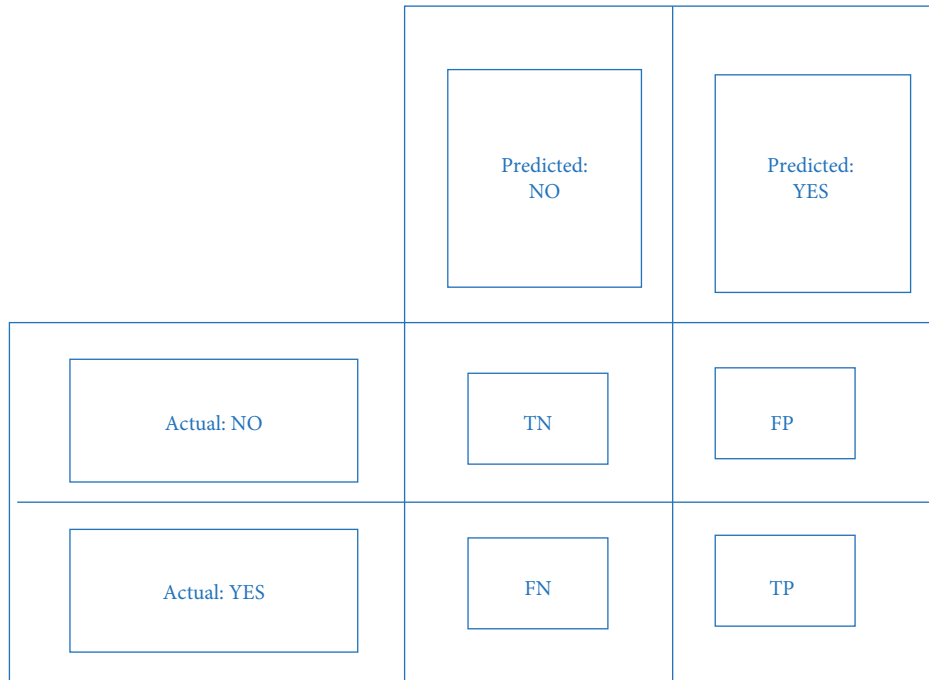 Predicted:
NO
Predicted:
YES
Actual: NO
TN
FP
Actual: YES
FN
TP